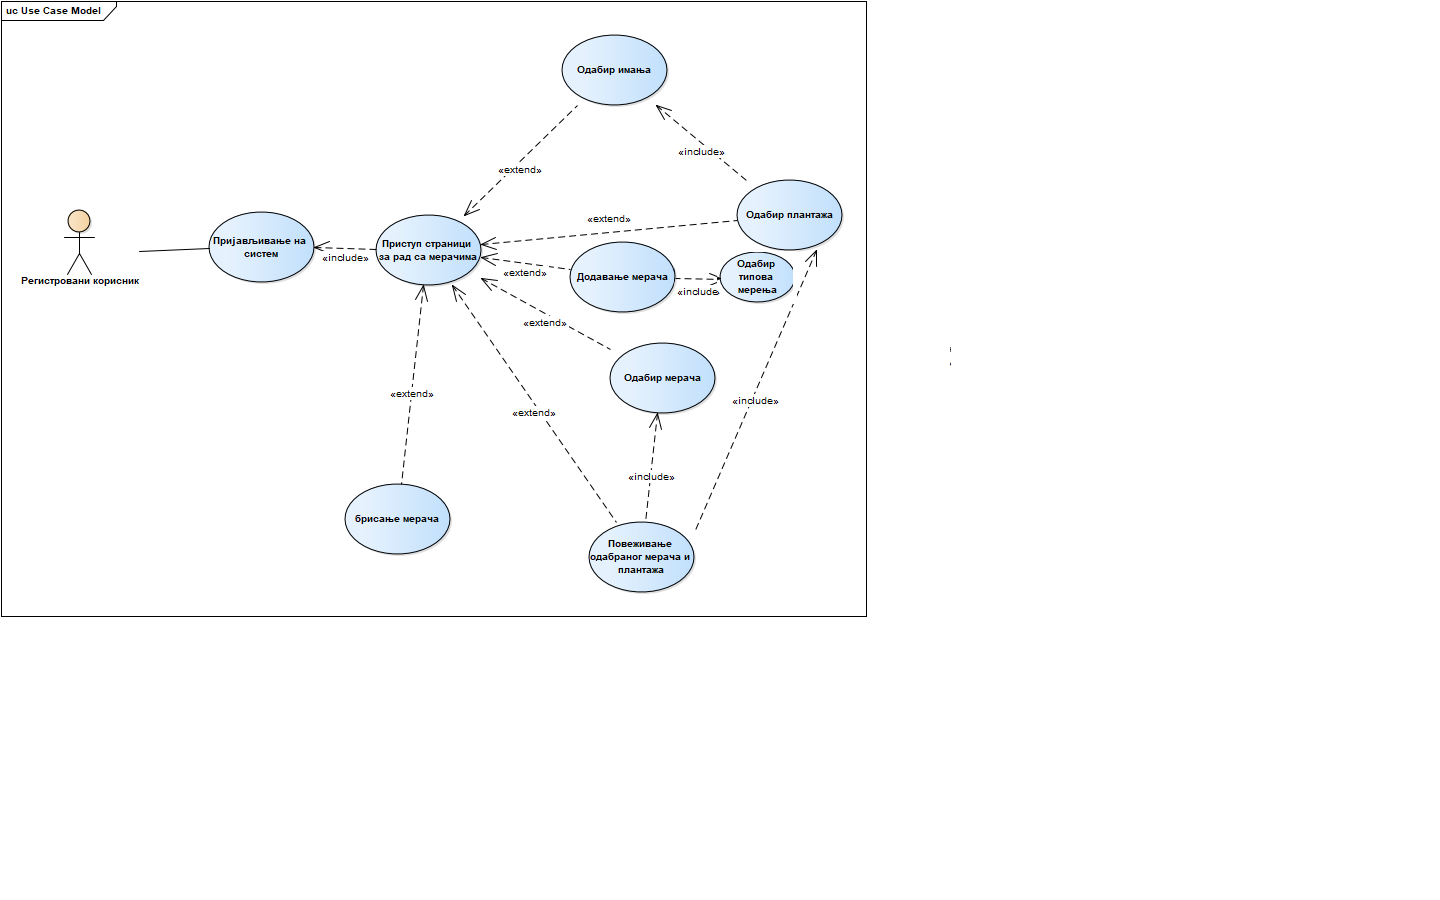 uc Use Case Model
Одабир имања
«include»
«extend»
Одабир плантажа
«extend»
Пријављивање на
систем
«include»
Приступ страници
за рад са мерачима
«extend»
Додавање мерача
«include»
Одабир
типова
мерења
Регистровани корисник
«extend»
Одабир мерача
«extend»
«extend»
«include»
«include»
брисање мерача
Повеживање
одабраног мерача и
плантажа